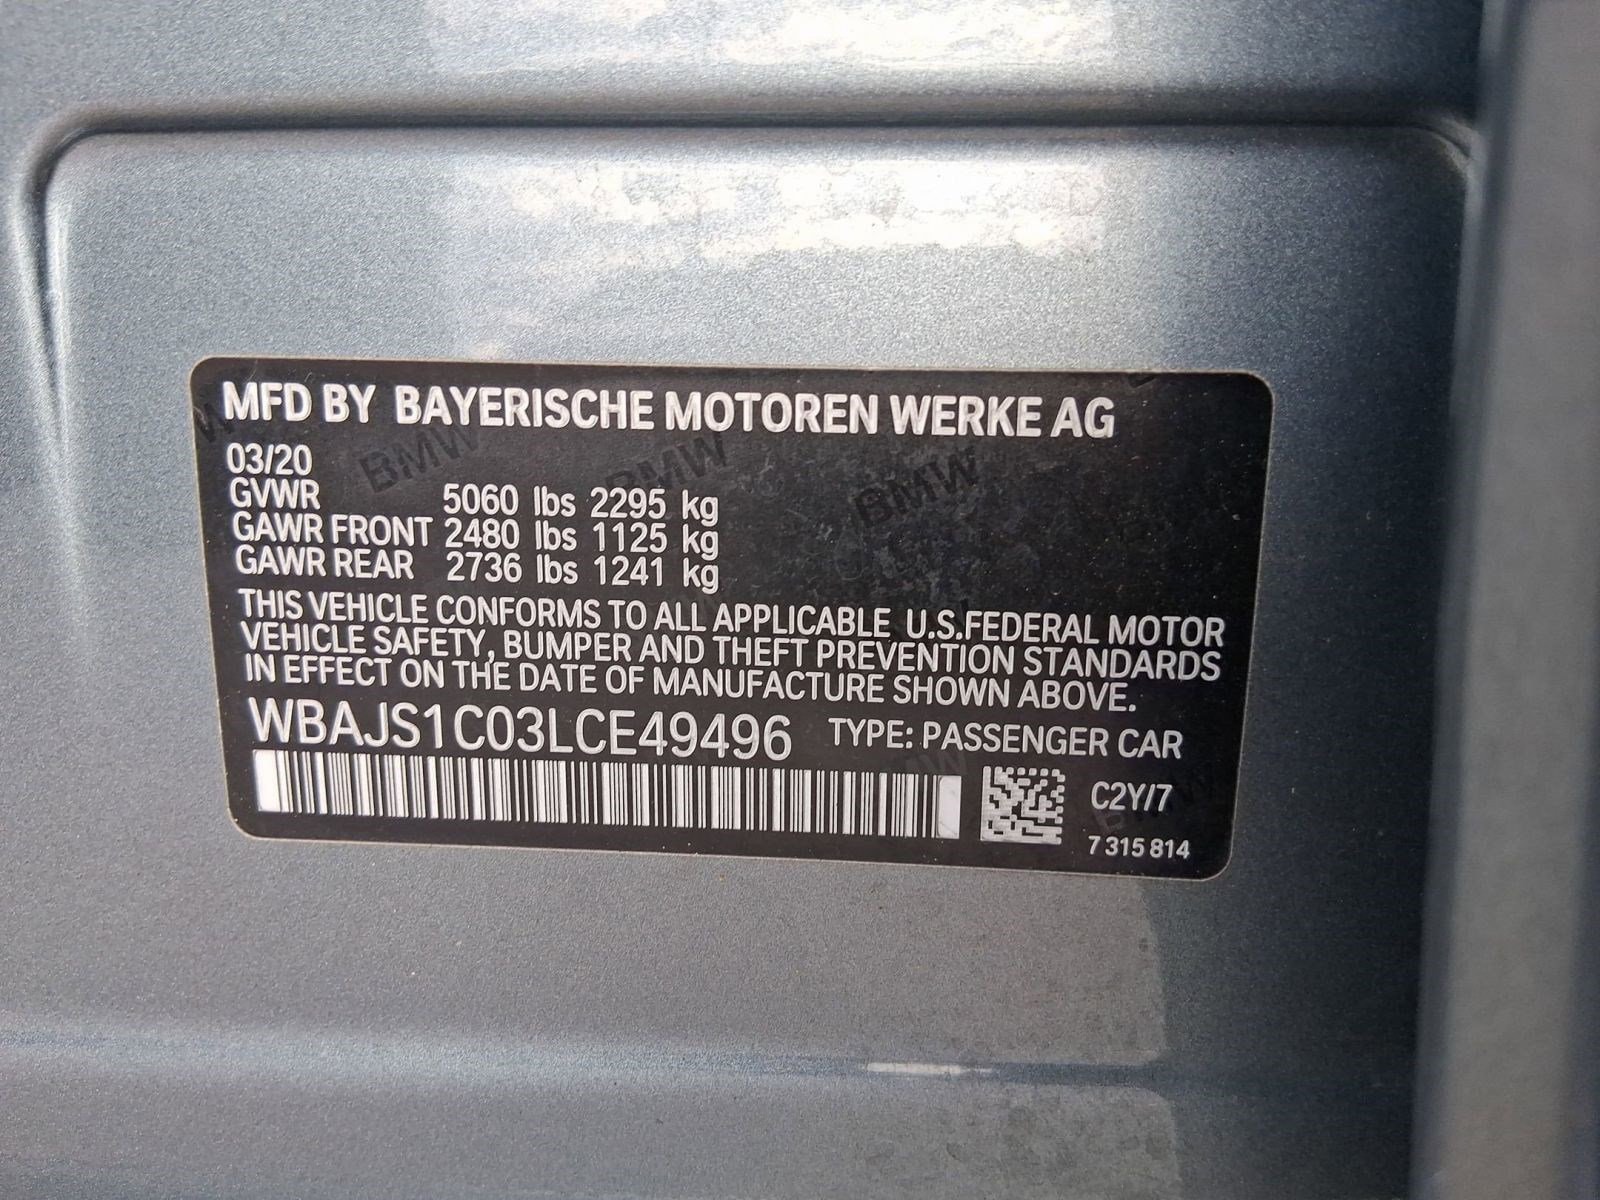 MFD BY BAYERISCHE MOTOREN WERKE AG
03/20
GVWR 5060 lbs 2295 kg
GAWR FRONT 2480 lbs 1125 kg
GAWR REAR 2736 lbs 1241 kg
THIS VEHICLE CONFORMS TO ALL APPLICABLE U.S.FEDERAL MOTOR
VEHICLE SAFETY, BUMPER AND THEFT PREVENTION STANDARDS
IN EFFECT ON THE DATE OF MANUFACTURE SHOWN ABOVE.
WBAJS1C03LCE49496 TYPE: PASSENGER CAR
C2Y/7
7 315 814
BMW BMW BMW